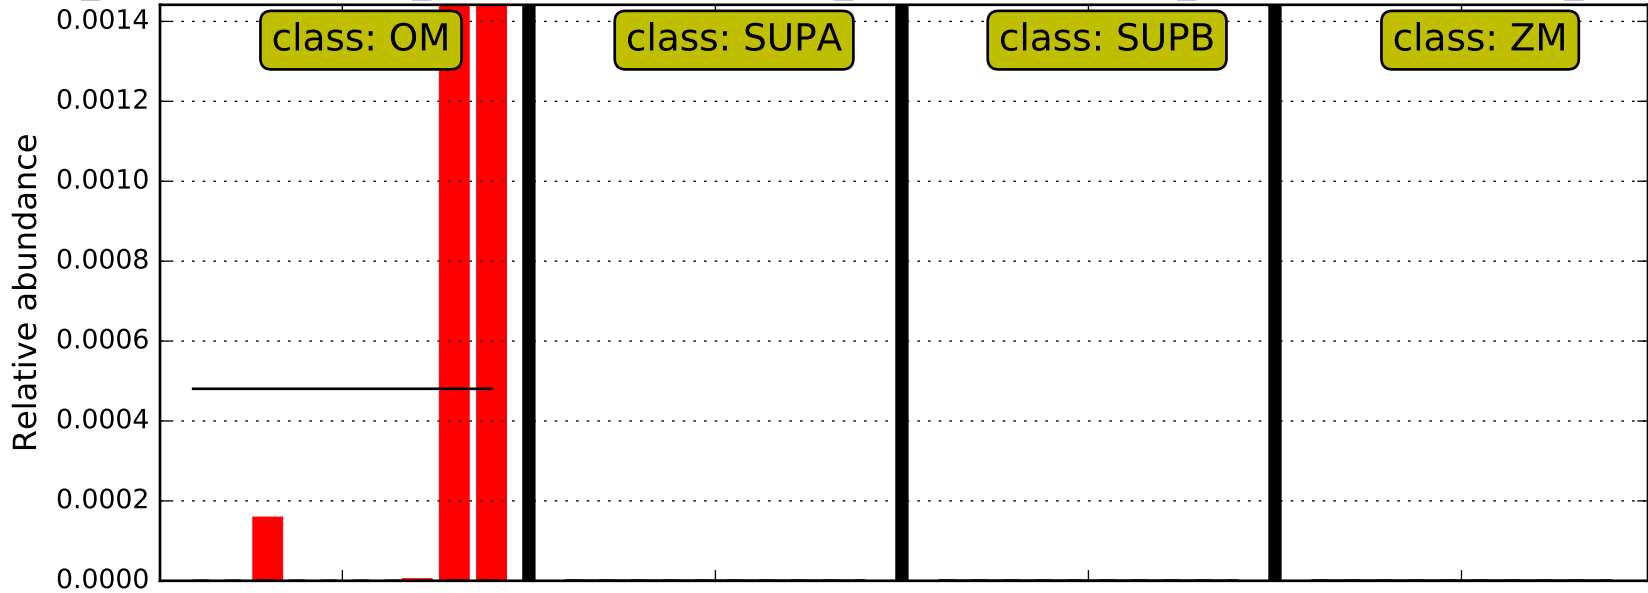 0.0014
class: OM
class: SUPA
class: SUPB
class: ZM
0.0012
0.0010
0.0008
0.0006
0.0004
0.0002
0.0000
Relative abundance